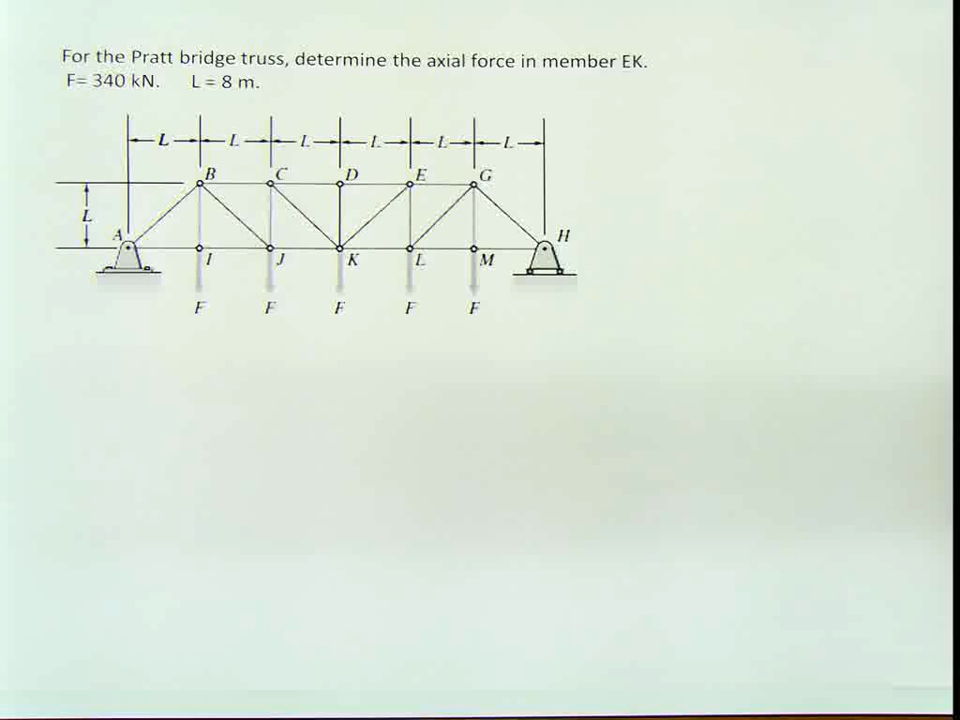 For the Pratt bridge truss, determine the axial force in member EK.
F= 340 kN. L = 8 m.
L L L L L L
B C D E G
L
A H
I J K L M
F F F F F